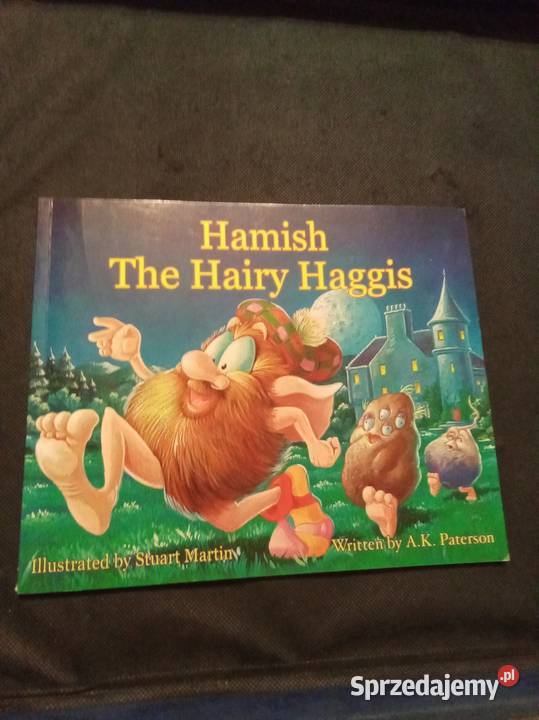 Hamish
The Hairy Haggis
Illustrated by Stuart Martin
Written by A.K. Paterson
Sprzedajemy.pl